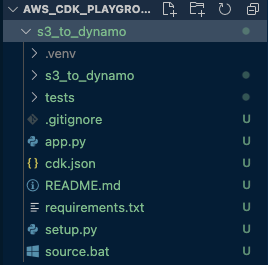 AWS_CDK_PLAYGRO...
s3_to_dynamo
.venv
s3_to_dynamo
tests
.gitignore U
app.py U
cdk.json U
README.md U
requirements.txt U
setup.py U
source.bat U